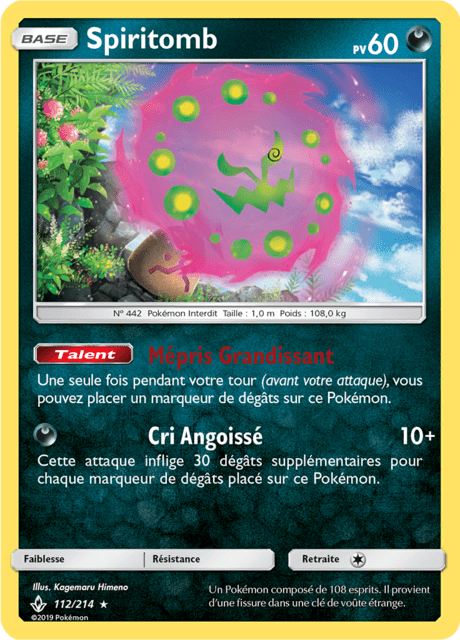 BASE Spiritomb PV 60
N° 442 Pokémon Interdit Taille : 1,0 m Poids : 108,0 kg
Talent Mépris Grandissant
Une seule fois pendant votre tour (avant votre attaque), vous
pouvez placer un marqueur de dégâts sur ce Pokémon.
Cri Angoissé 10+
Cette attaque inflige 30 dégâts supplémentaires pour
chaque marqueur de dégâts placé sur ce Pokémon.
Faiblesse Résistance Retraite
Illus. Kagemaru Himeno
112/214 ★
©2019 Pokémon
Un Pokémon composé de 108 esprits. Il provient
d'une fissure dans une clé de voûte étrange.